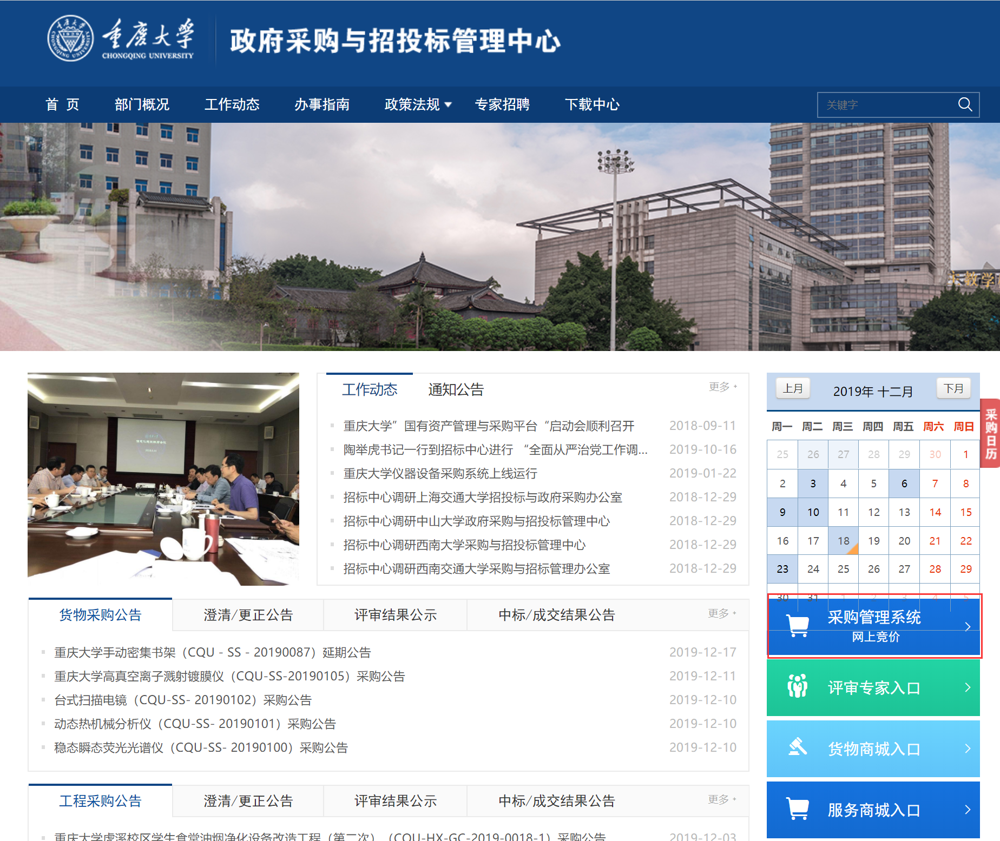 重庆大学
CHONGQING UNIVERSITY
政府采购与招投标管理中心
首 页
部门概况
工作动态
办事指南
政策法规
专家招聘
下载中心
关键字
工作动态
通知公告
更多 +
重庆大学”国有资产管理与采购平台“启动会顺利召开 2018-09-11
陶举虎书记一行到招标中心进行 “全面从严治党工作调... 2019-10-16
重庆大学仪器设备采购系统上线运行 2019-01-22
招标中心调研上海交通大学招投标与政府采购办公室 2018-12-29
招标中心调研中山大学政府采购与招投标管理中心 2018-12-29
招标中心调研西南大学采购与招投标管理中心 2018-12-29
招标中心调研西南交通大学采购与招标管理办公室 2018-12-29
上月
2019年 十二月
下月
周一 周二 周三 周四 周五 周六 周日
25 26 27 28 29 30 1
2 3 4 5 6 7 8
9 10 11 12 13 14 15
16 17 18 19 20 21 22
23 24 25 26 27 28 29
30 31 1 2 3 4 5
采购日历
货物采购公告
澄清/更正公告
评审结果公示
中标/成交结果公告
更多 +
重庆大学手动密集书架（CQU - SS - 20190087）延期公告 2019-12-17
重庆大学高真空离子溅射镀膜仪（CQU-SS-20190105）采购公告 2019-12-11
台式扫描电镜（CQU-SS- 20190102）采购公告 2019-12-10
动态热机械分析仪（CQU-SS- 20190101）采购公告 2019-12-10
稳态瞬态荧光光谱仪（CQU-SS- 20190100）采购公告 2019-12-10
采购管理系统
网上竞价
评审专家入口
货物商城入口
服务商城入口
工程采购公告
澄清/更正公告
评审结果公示
中标/成交结果公告
更多 +
重庆大学虎溪校区学生食堂油烟净化设备改造工程（第二次）（CQU-HX-GC-2019-0018-1）采购公告 2019-12-03